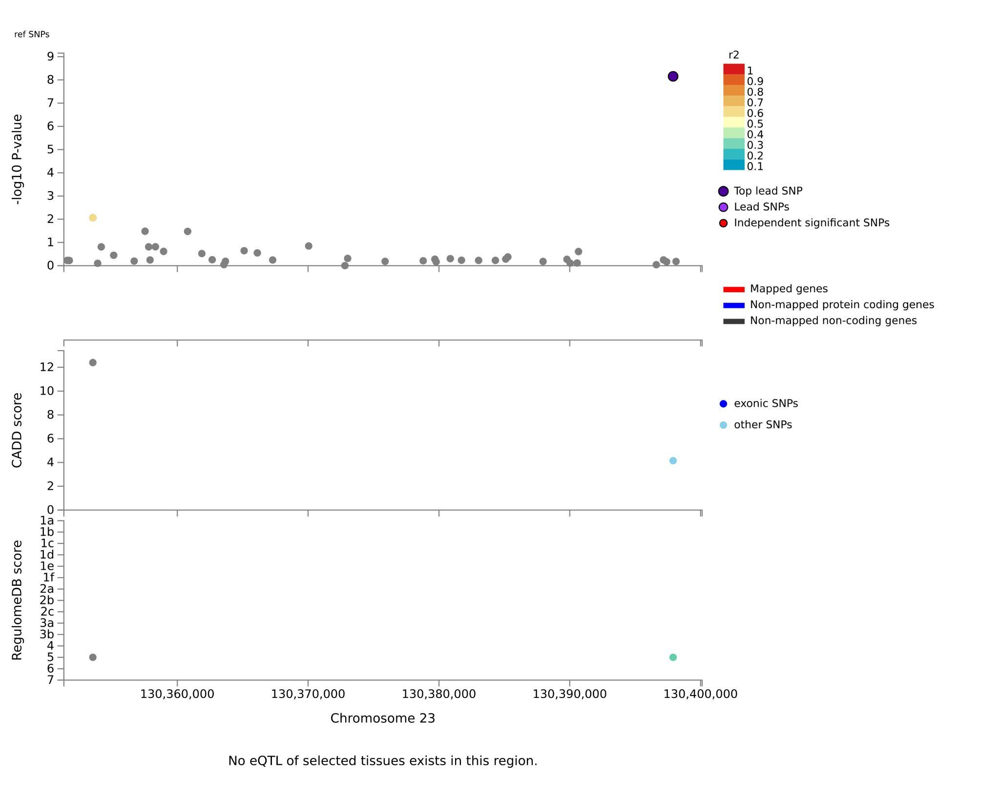 ref SNPs
9
8
7
6
5
4
3
2
1
0
-log10 P-value
r2
1
0.9
0.8
0.7
0.6
0.5
0.4
0.3
0.2
0.1
Top lead SNP
Lead SNPs
Independent significant SNPs
Mapped genes
Non-mapped protein coding genes
Non-mapped non-coding genes
12
10
8
6
4
2
0
CADD score
exonic SNPs
other SNPs
1a
1b
1c
1d
1e
1f
2a
2b
2c
3a
3b
4
5
6
7
RegulomeDB score
130,360,000 130,370,000 130,380,000 130,390,000 130,400,000
Chromosome 23
No eQTL of selected tissues exists in this region.